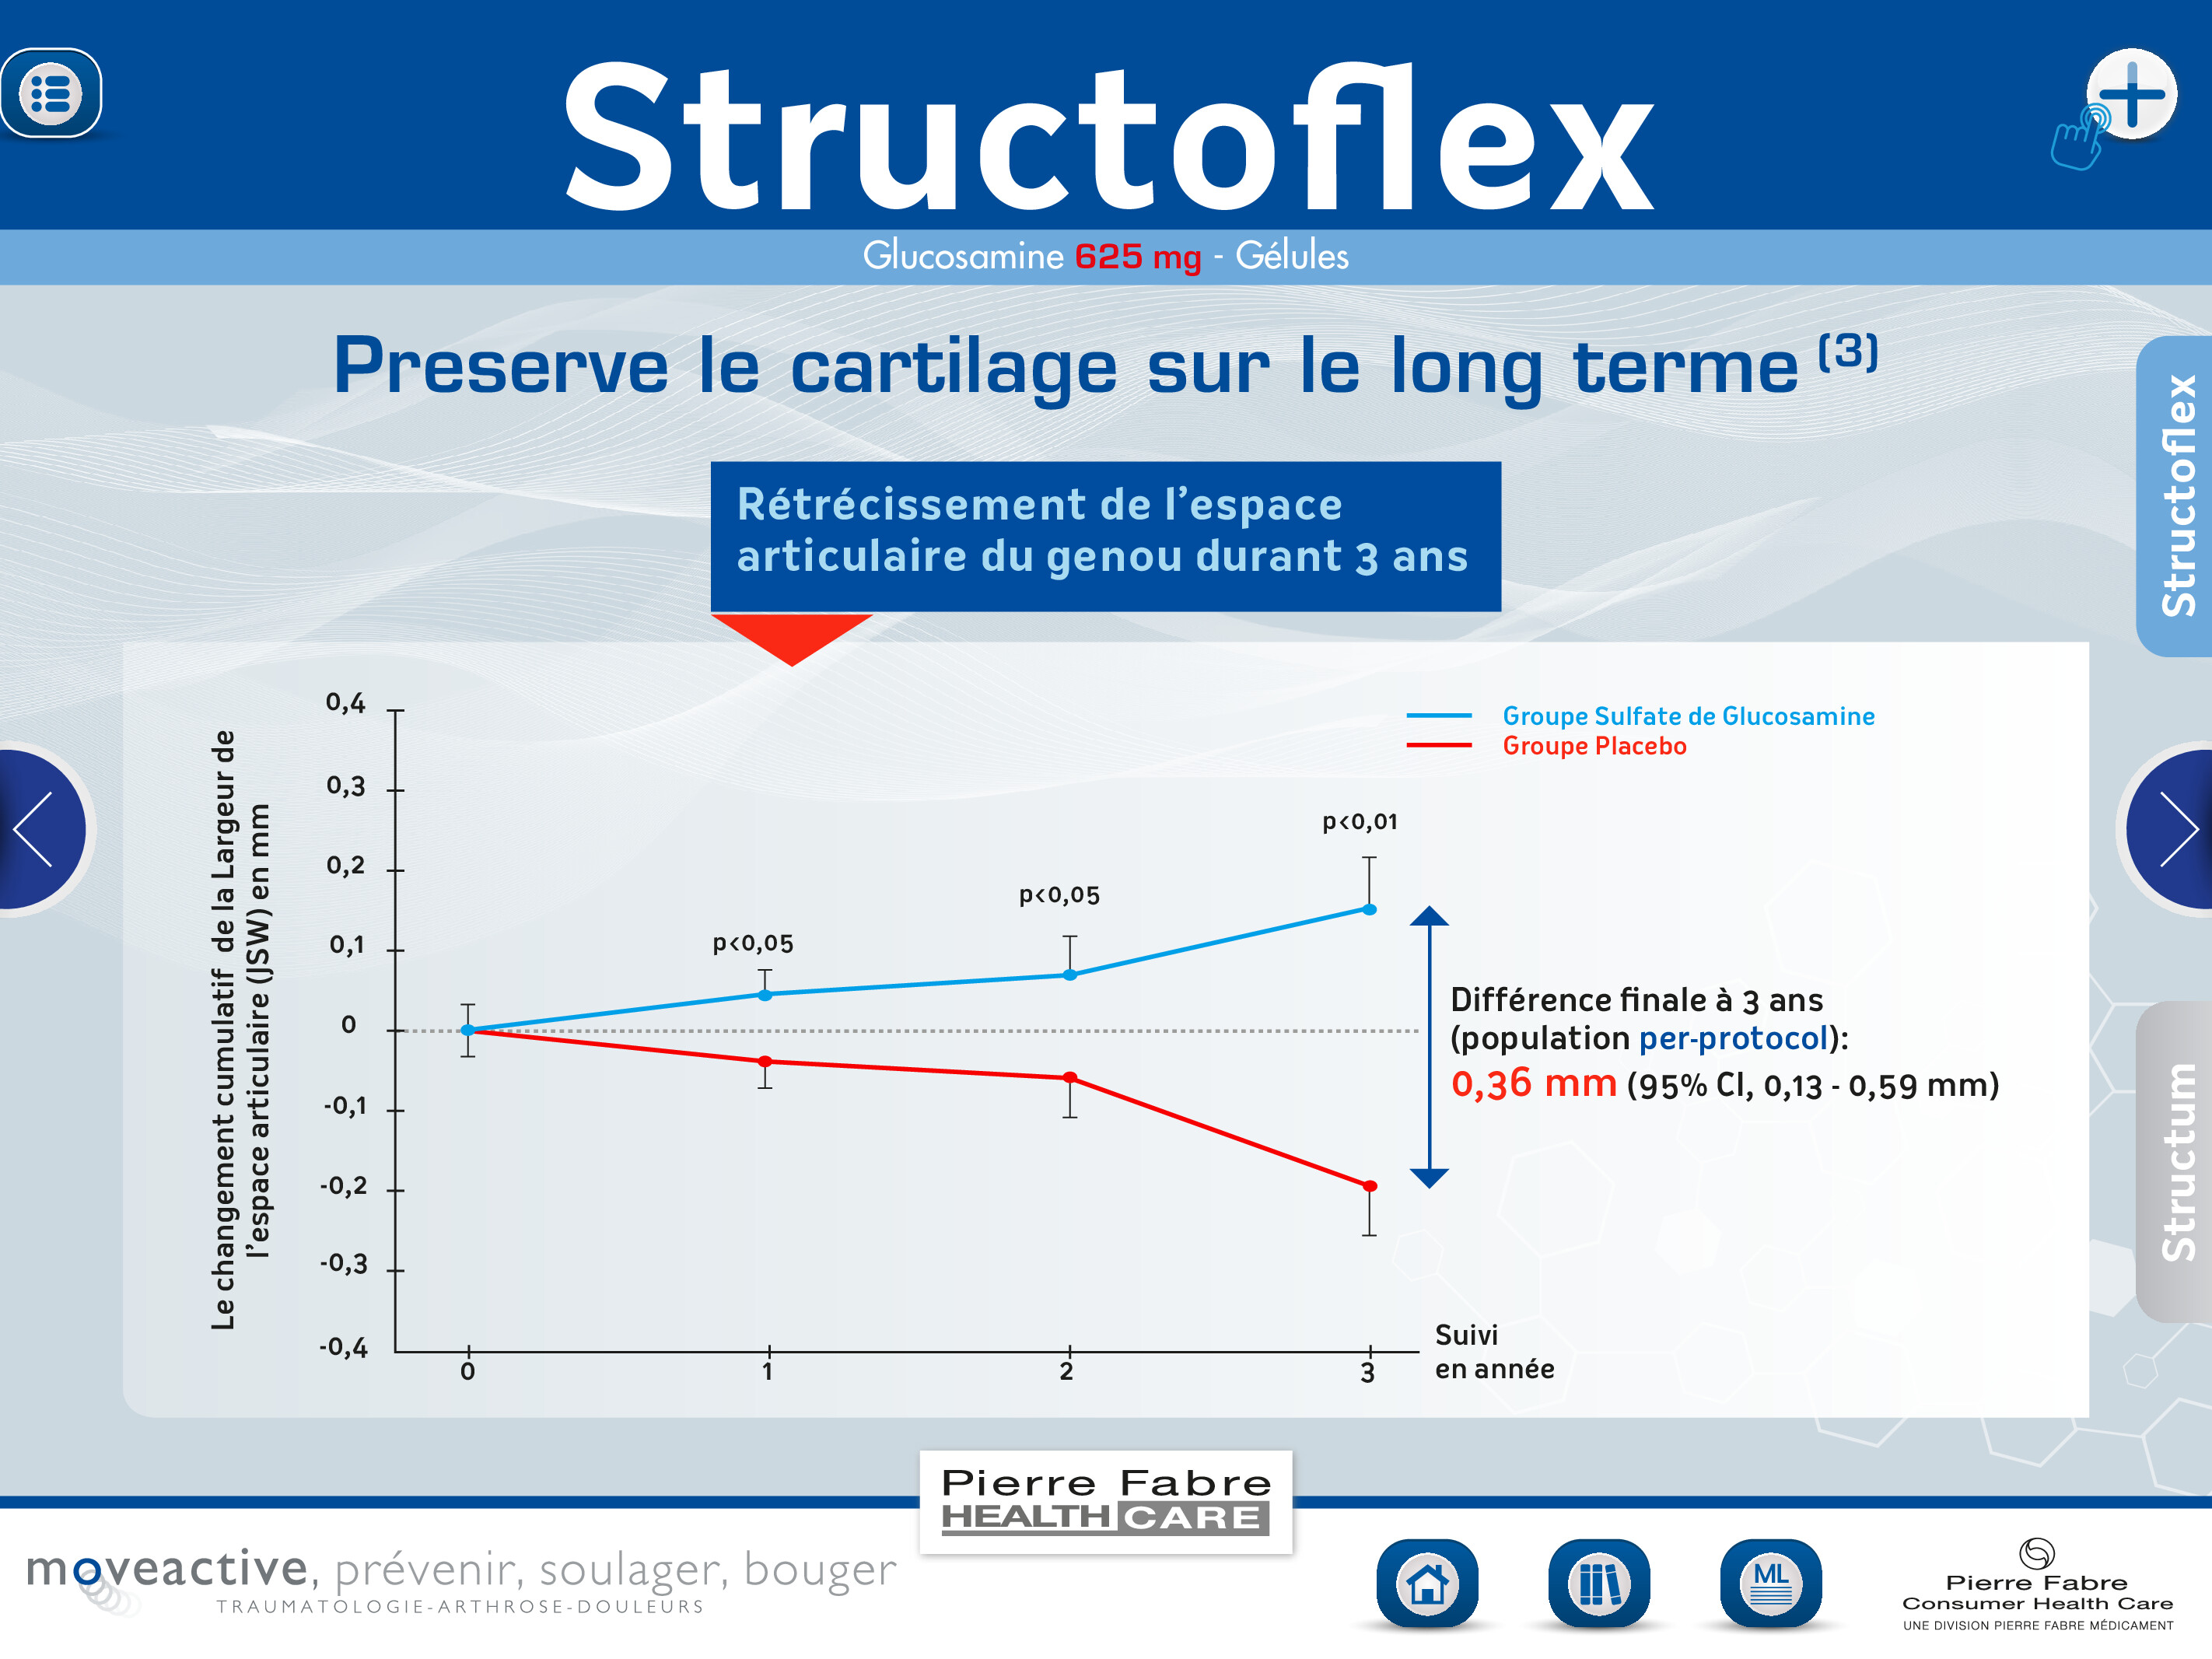 Structoflex
Glucosamine 625 mg - Gélules
Preserve le cartilage sur le long terme (3)
Rétrécissement de l'espace
articulaire du genou durant 3 ans
Le changement cumulatif de la Largeur de
l'espace articulaire (JSW) en mm
0,4
0,3
0,2
0,1
0
-0,1
-0,2
-0,3
-0,4
0
1
2
3
Suivi
en année
p<0,05
p<0,05
p<0,01
Groupe Sulfate de Glucosamine
Groupe Placebo
Différence finale à 3 ans
(population per-protocol):
0,36 mm (95% CI, 0,13 - 0,59 mm)
Structoflex
Structum
Pierre Fabre
HEALTH CARE
moveactive, prévenir, soulager, bouger
TRAUMATOLOGIE-ARTHROSE-DOULEURS
ML
Pierre Fabre
Consumer Health Care
UNE DIVISION PIERRE FABRE MÉDICAMENT